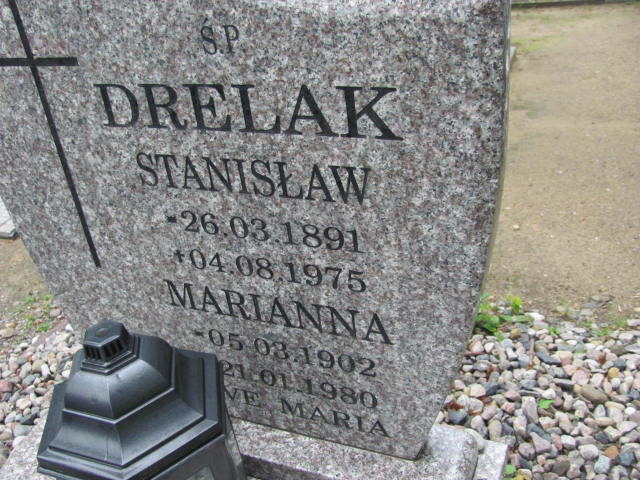 Ś.P
DRELAK
STANISŁAW
*26.03.1891
+04.08.1975
MARIANNA
*05.03.1902
21.01.1980
VE MARIA